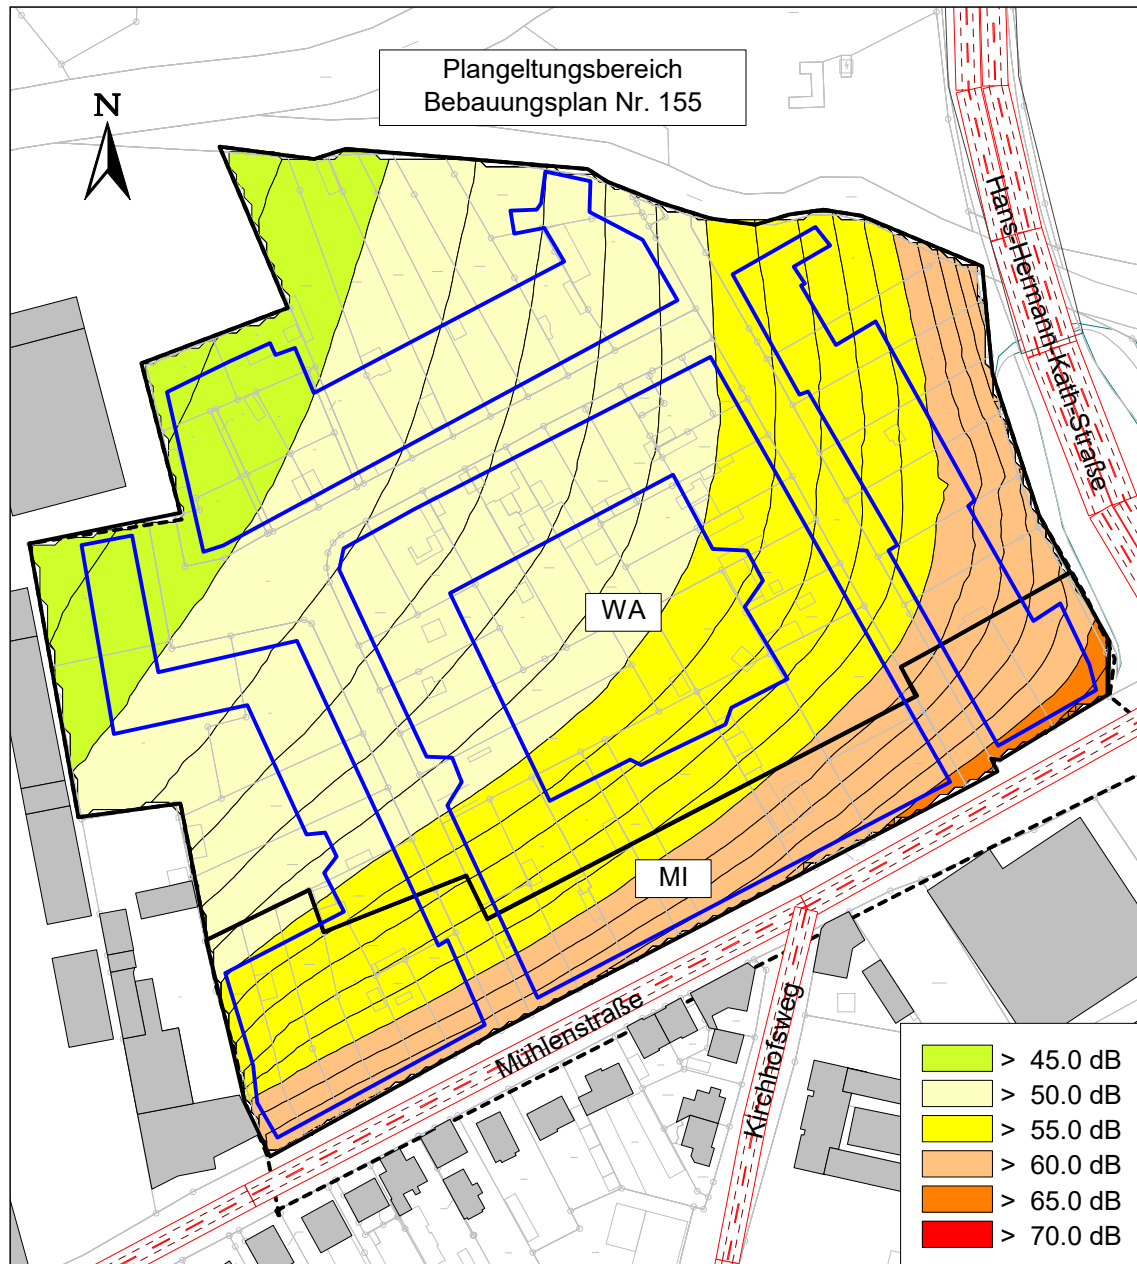 Plangeltungsbereich
Bebauungsplan Nr. 155
N
Hans-Hermann-Kath-Straße
WA
MI
Mühlenstraße
Kirchhofsweg
> 45.0 dB
> 50.0 dB
> 55.0 dB
> 60.0 dB
> 65.0 dB
> 70.0 dB